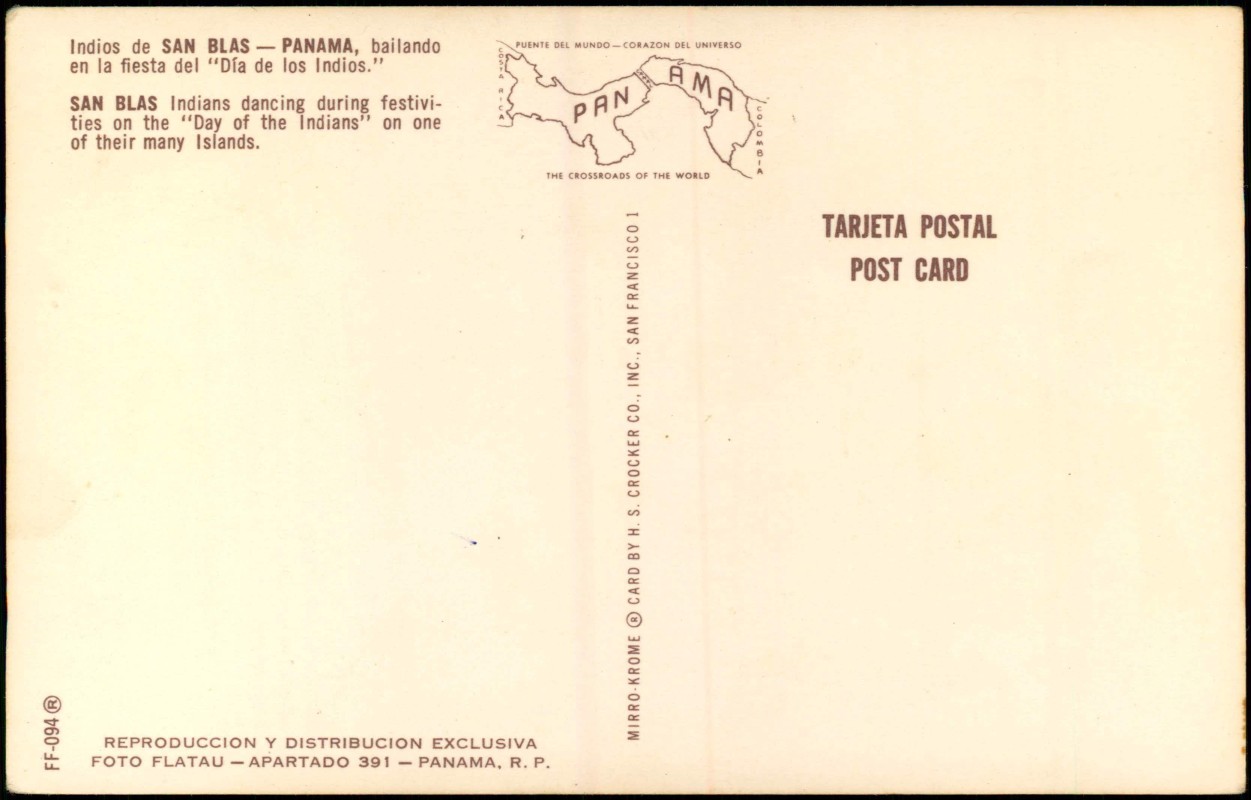 Indios de SAN BLAS — PANAMA, bailando
en la fiesta del "Día de los Indios."
SAN BLAS Indians dancing during festivi-
ties on the "Day of the Indians" on one
of their many Islands.
PUENTE DEL MUNDO — CORAZON DEL UNIVERSO
COSTA RICA
PANAMA
COLOMBIA
THE CROSSROADS OF THE WORLD
TARJETA POSTAL
POST CARD
MIRRO-KROME ® CARD BY H. S. CROCKER CO., INC., SAN FRANCISCO 1
FF-094 ®
REPRODUCCION Y DISTRIBUCION EXCLUSIVA
FOTO FLATAU — APARTADO 391 — PANAMA, R. P.